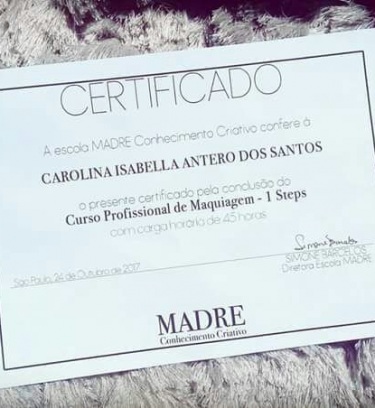 CERTIFICADO
A escola MADRE Conhecimento Criativo confere à
CAROLINA ISABELLA ANTERO DOS SANTOS
o presente certificado pela conclusão do
Curso Profissional de Maquiagem - 1 Steps
com carga horária de 45 horas.
Simone Barcelos
São Paulo, 24 de Outubro de 2017
SIMONE BARCELOS
Diretora Escola MADRE
MADRE
Conhecimento Criativo